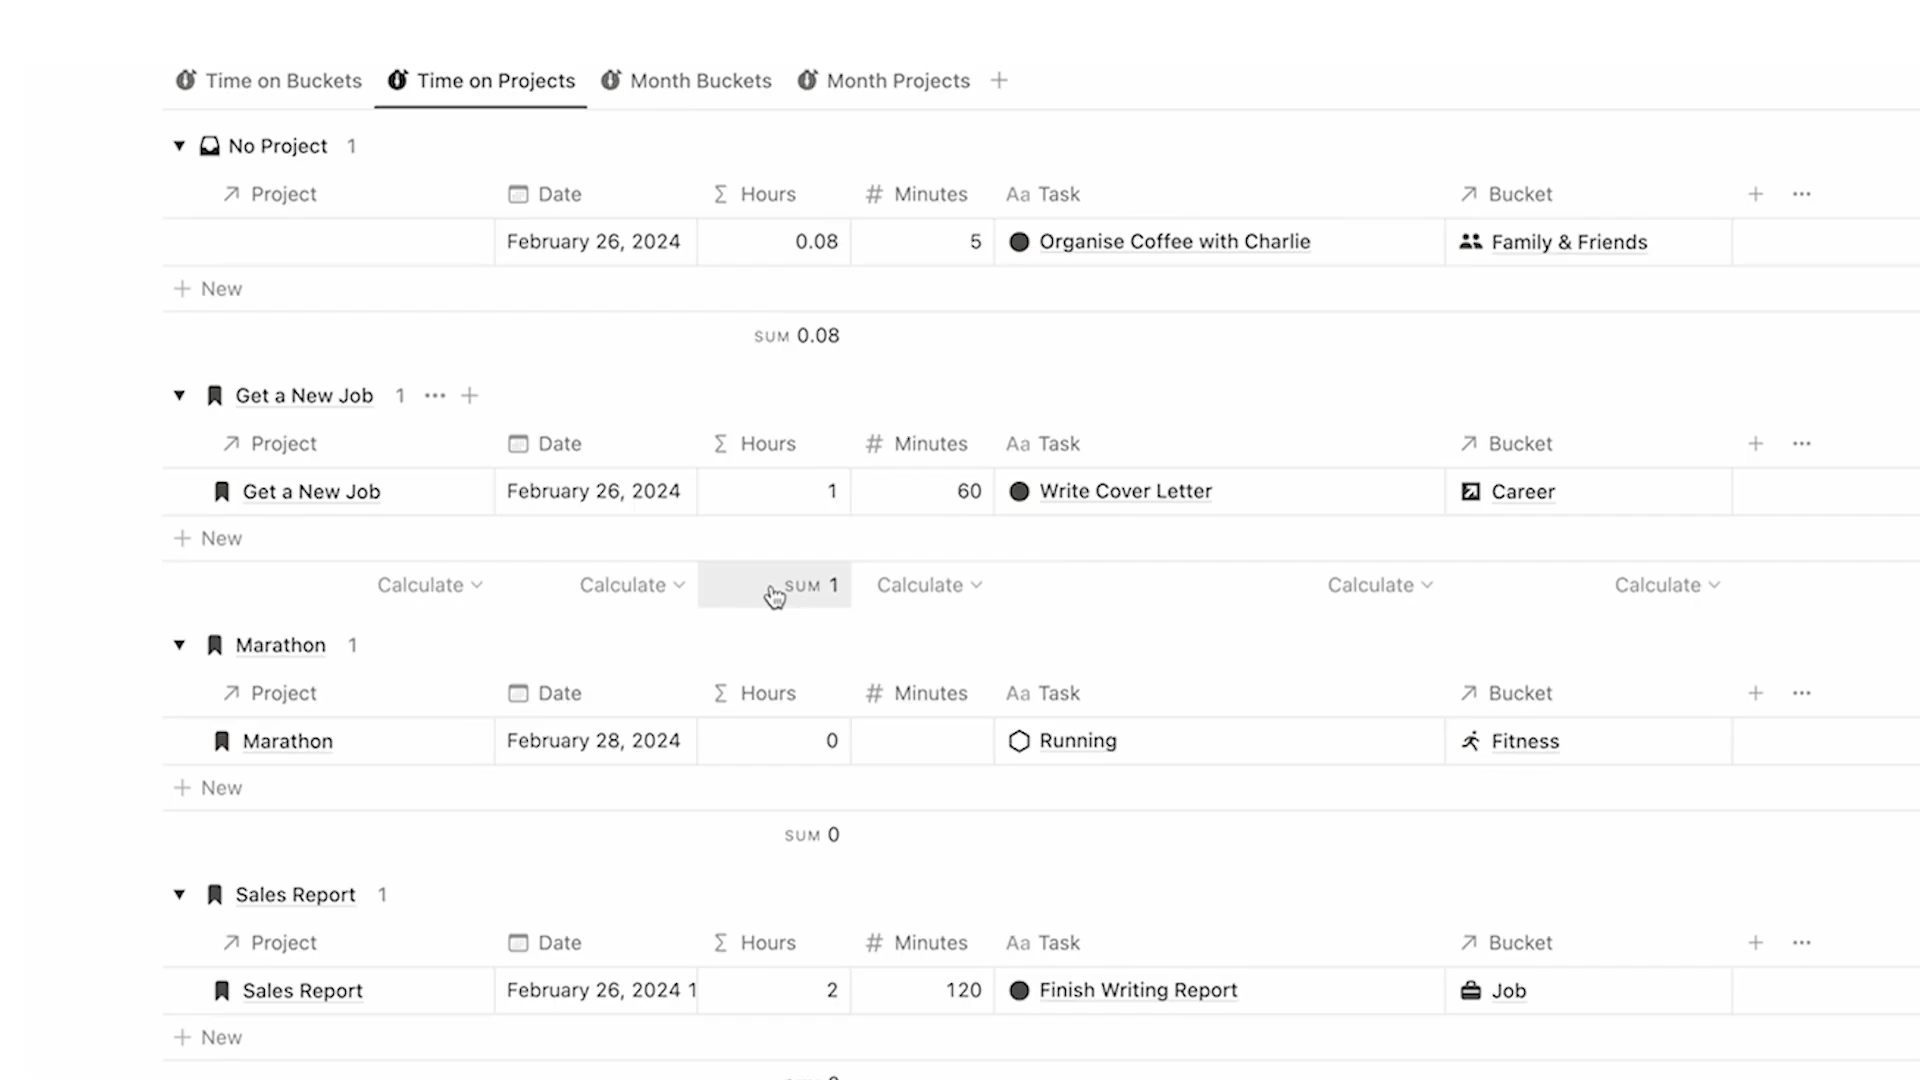 Time on Buckets Time on Projects Month Buckets Month Projects
No Project 1
Project Date Hours Minutes Aa Task Bucket
February 26, 2024 0.08 5 Organise Coffee with Charlie Family & Friends
New
SUM 0.08
Get a New Job 1
Project Date Hours Minutes Aa Task Bucket
Get a New Job February 26, 2024 1 60 Write Cover Letter Career
New
Calculate Calculate SUM 1 Calculate Calculate Calculate
Marathon 1
Project Date Hours Minutes Aa Task Bucket
Marathon February 28, 2024 0 Running Fitness
New
SUM 0
Sales Report 1
Project Date Hours Minutes Aa Task Bucket
Sales Report February 26, 2024 1 2 120 Finish Writing Report Job
New